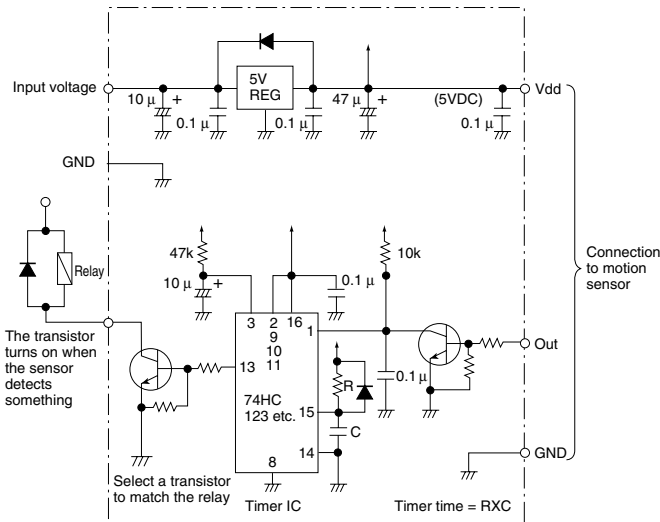 Input voltage
10 μ
+
0.1 μ
5V
REG
0.1 μ
47 μ
+
(5VDC)
0.1 μ
Vdd
GND
Relay
The transistor
turns on when
the sensor
detects
something
47k
10 μ
+
0.1 μ
10k
3
2
16
9
10
11
1
13
74HC
123 etc.
15
14
8
R
C
0.1 μ
Out
GND
Connection
to motion
sensor
Select a transistor
to match the relay
Timer IC
Timer time = RXC